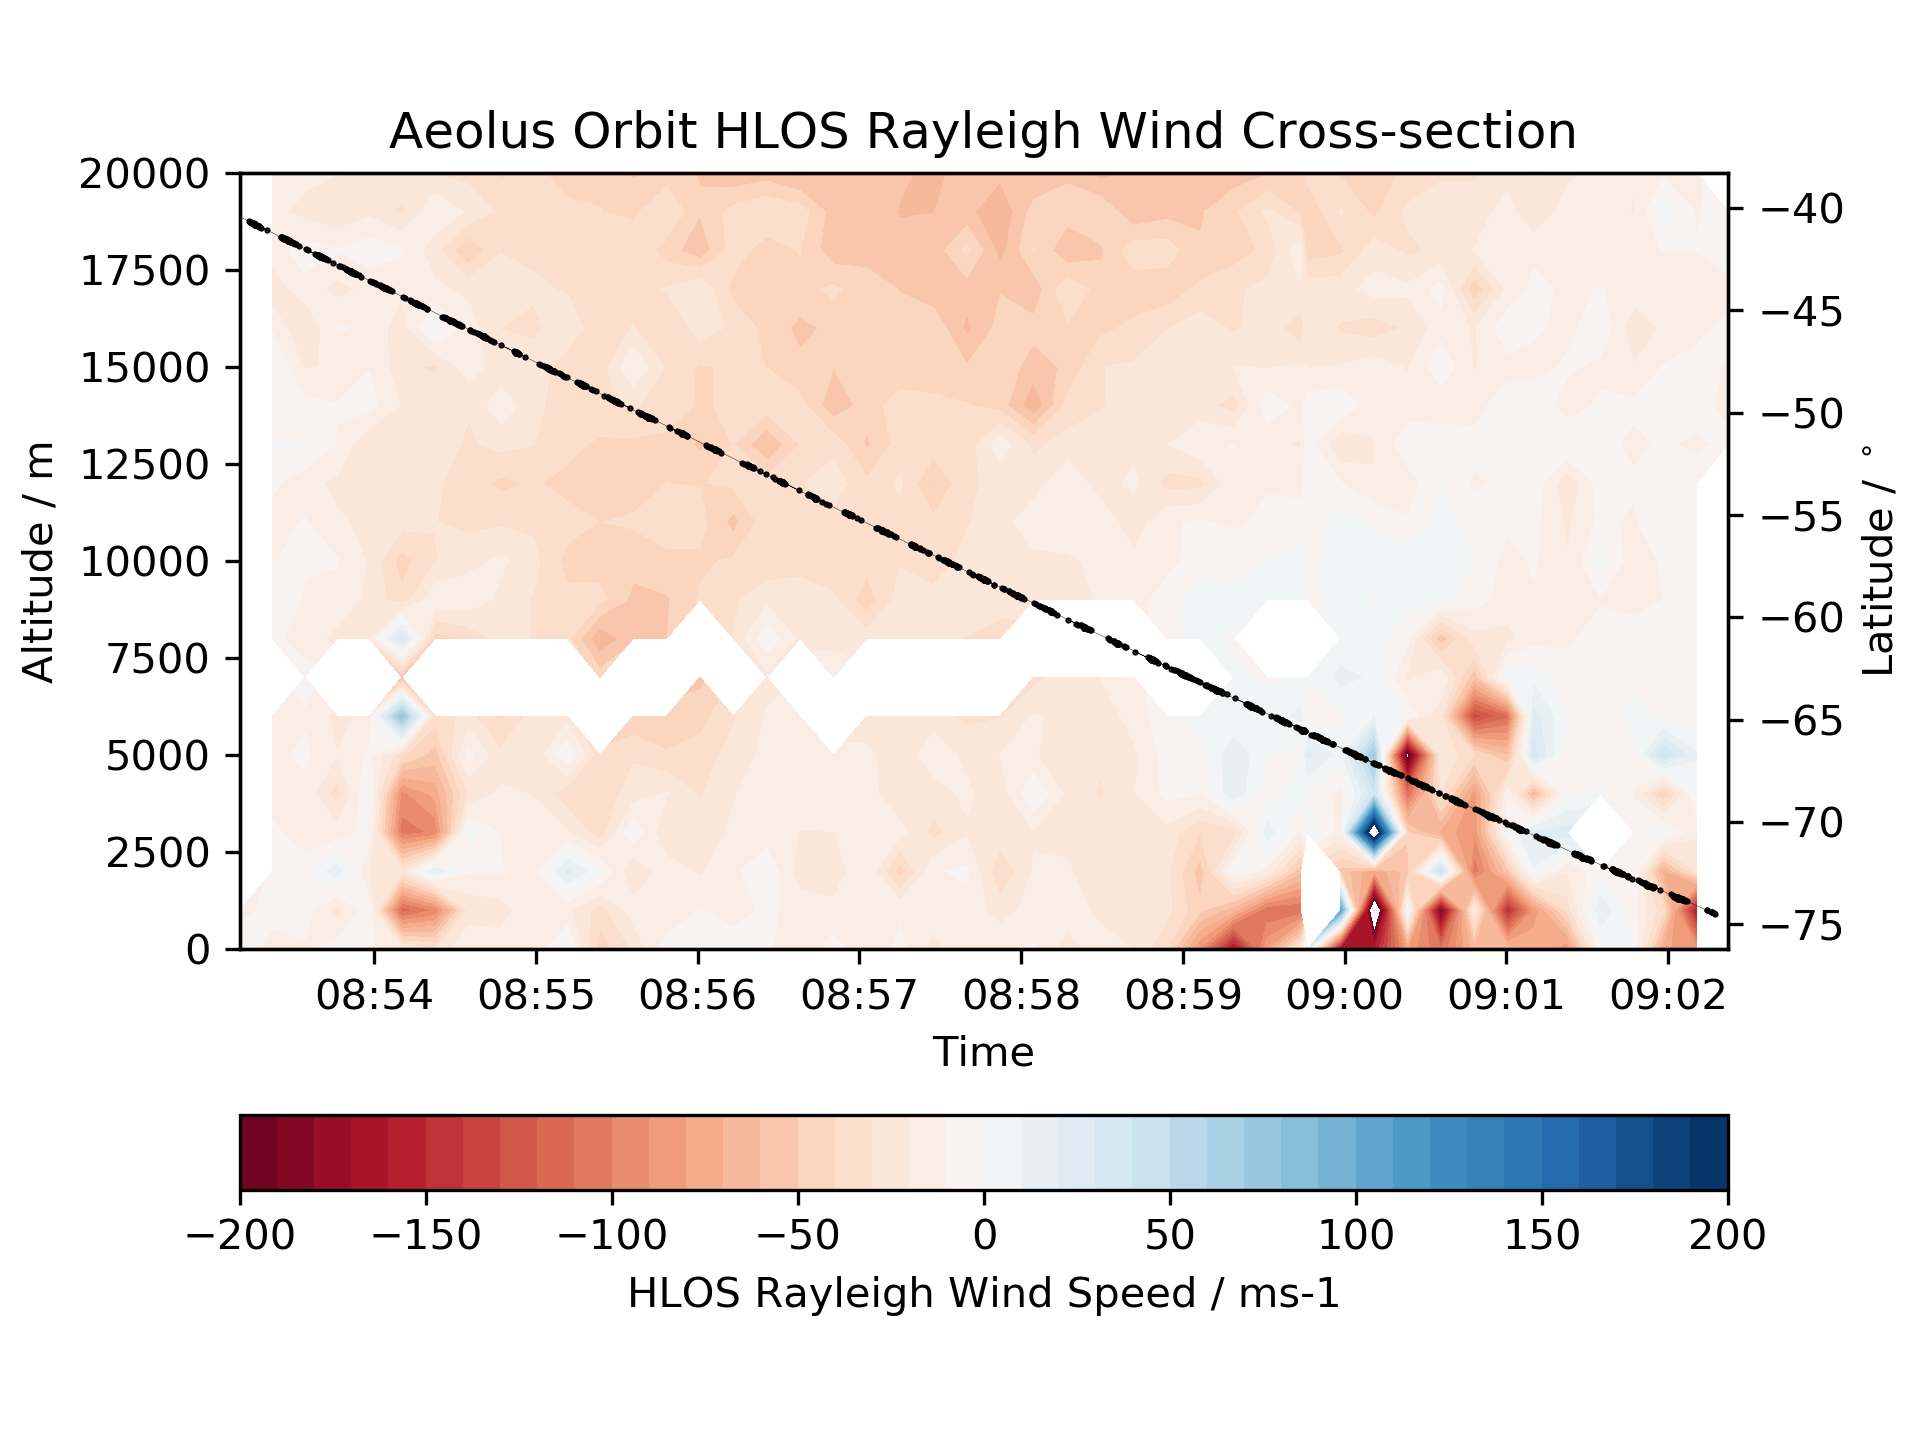 Aeolus Orbit HLOS Rayleigh Wind Cross-section
20000
17500
15000
12500
10000
7500
5000
2500
0
Altitude / m
−40
−45
−50
−55
−60
−65
−70
−75
Latitude / °
08:54 08:55 08:56 08:57 08:58 08:59 09:00 09:01 09:02
Time
−200 −150 −100 −50 0 50 100 150 200
HLOS Rayleigh Wind Speed / ms-1